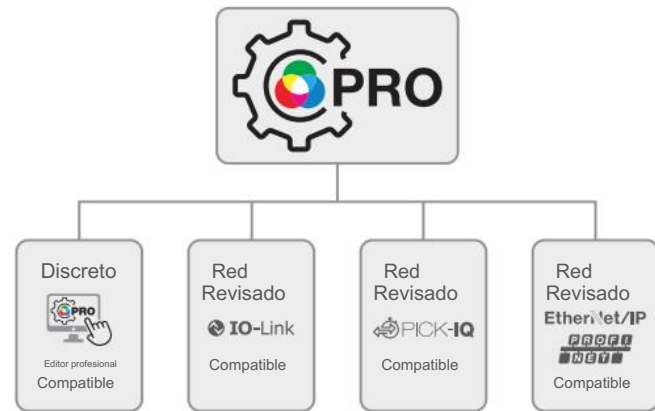 PRO
Discreto
PRO
Editor profesional
Compatible
Red
Revisado
IO-Link
Compatible
Red
Revisado
PICK-IQ
Compatible
Red
Revisado
EtherNet/IP
PROFI
NET
Compatible